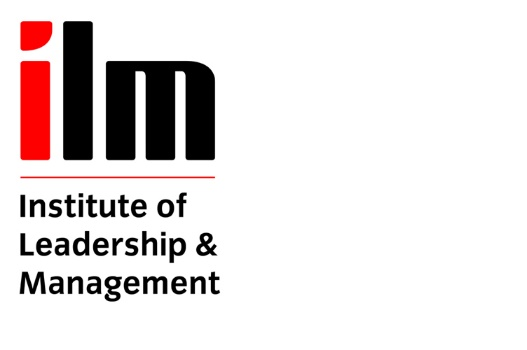 ilm
Institute of
Leadership &
Management